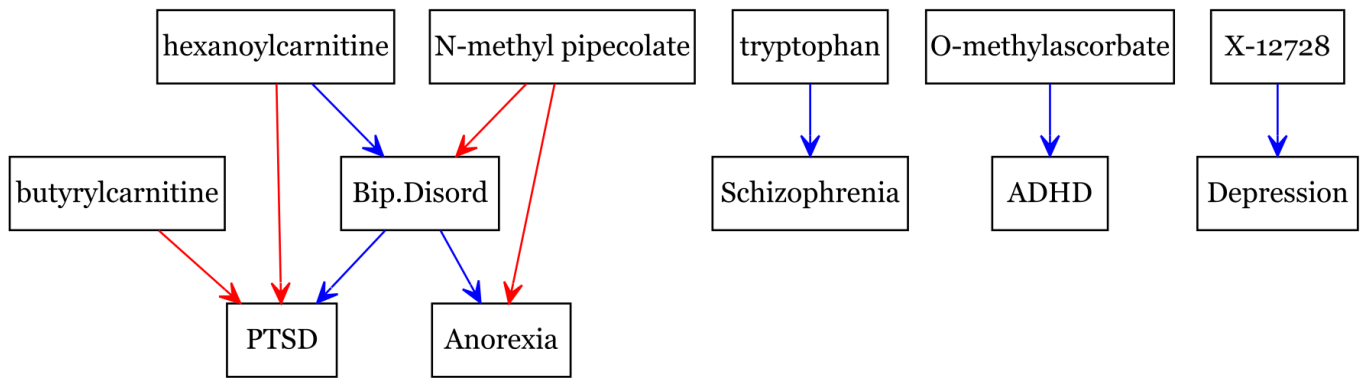 hexanoylcarnitine
N-methyl pipecolate
tryptophan
O-methylascorbate
X-12728
butyrylcarnitine
Bip.Disord
Schizophrenia
ADHD
Depression
PTSD
Anorexia